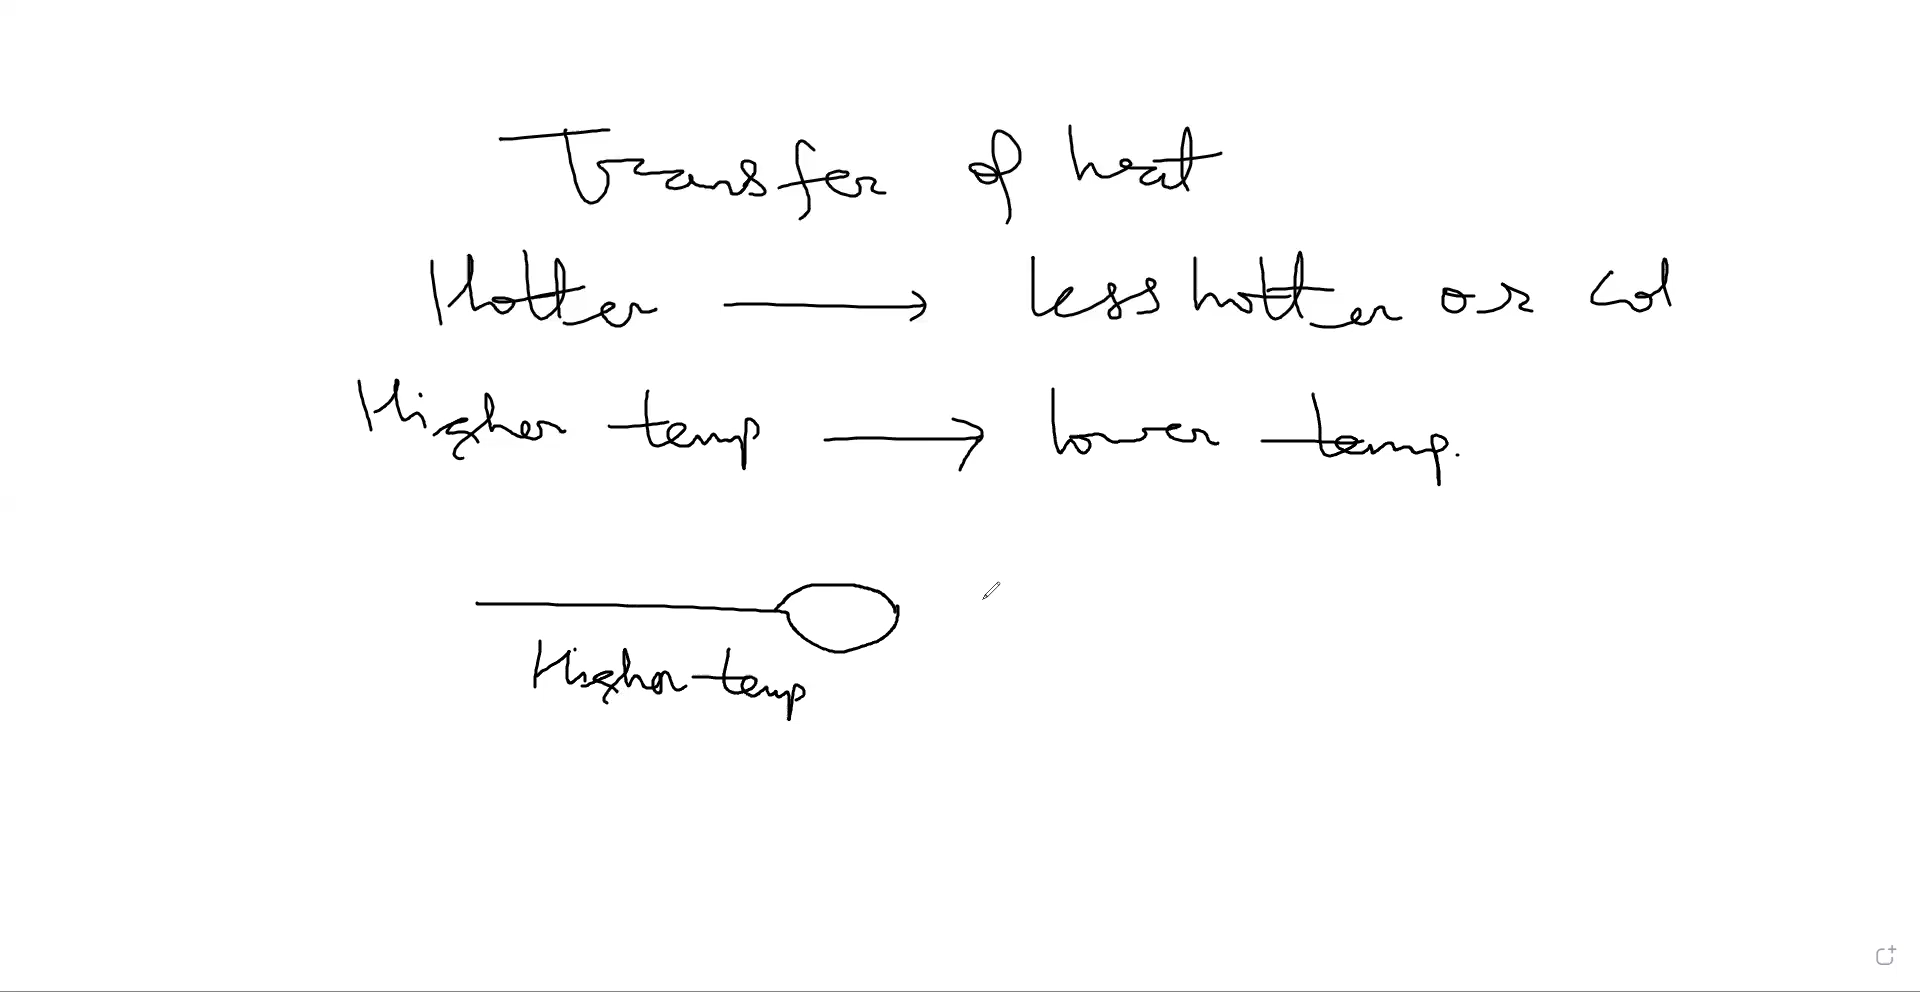 Transfer of heat
Hotter → less hotter or col
Higher temp → lower temp.
Higher temp